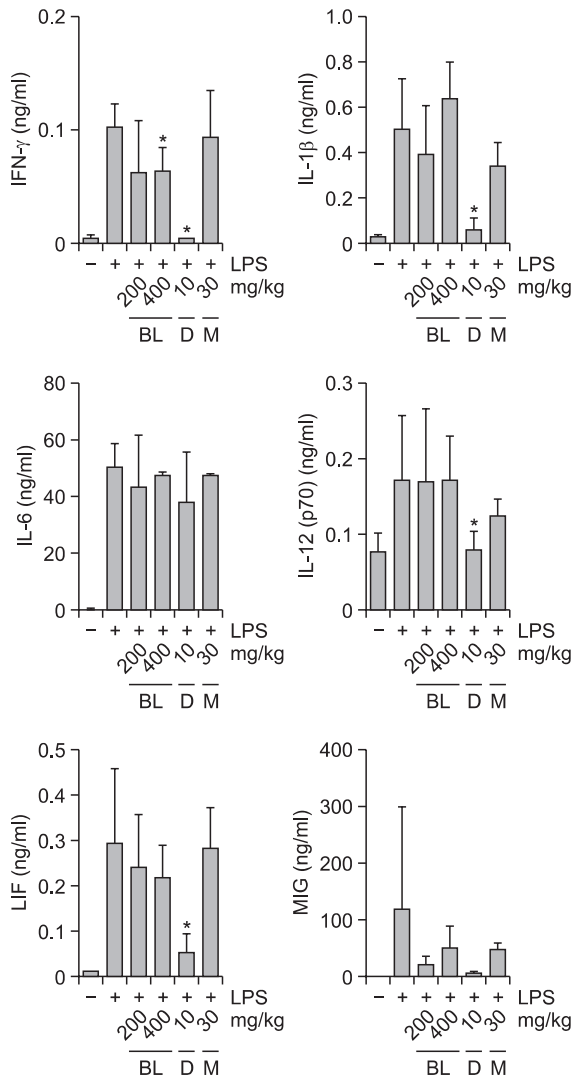 IFN-γ (ng/ml)
0.2
0.1
0
– + + + + + LPS
200 400 10 30 mg/kg
BL D M
*
*
IL-1β (ng/ml)
1.0
0.8
0.6
0.4
0.2
0
– + + + + + LPS
200 400 10 30 mg/kg
BL D M
*
IL-6 (ng/ml)
80
60
40
20
0
– + + + + + LPS
200 400 10 30 mg/kg
BL D M
IL-12 (p70) (ng/ml)
0.3
0.2
0.1
0
– + + + + + LPS
200 400 10 30 mg/kg
BL D M
*
LIF (ng/ml)
0.5
0.4
0.3
0.2
0.1
0
– + + + + + LPS
200 400 10 30 mg/kg
BL D M
*
MIG (ng/ml)
400
300
200
100
0
– + + + + + LPS
200 400 10 30 mg/kg
BL D M